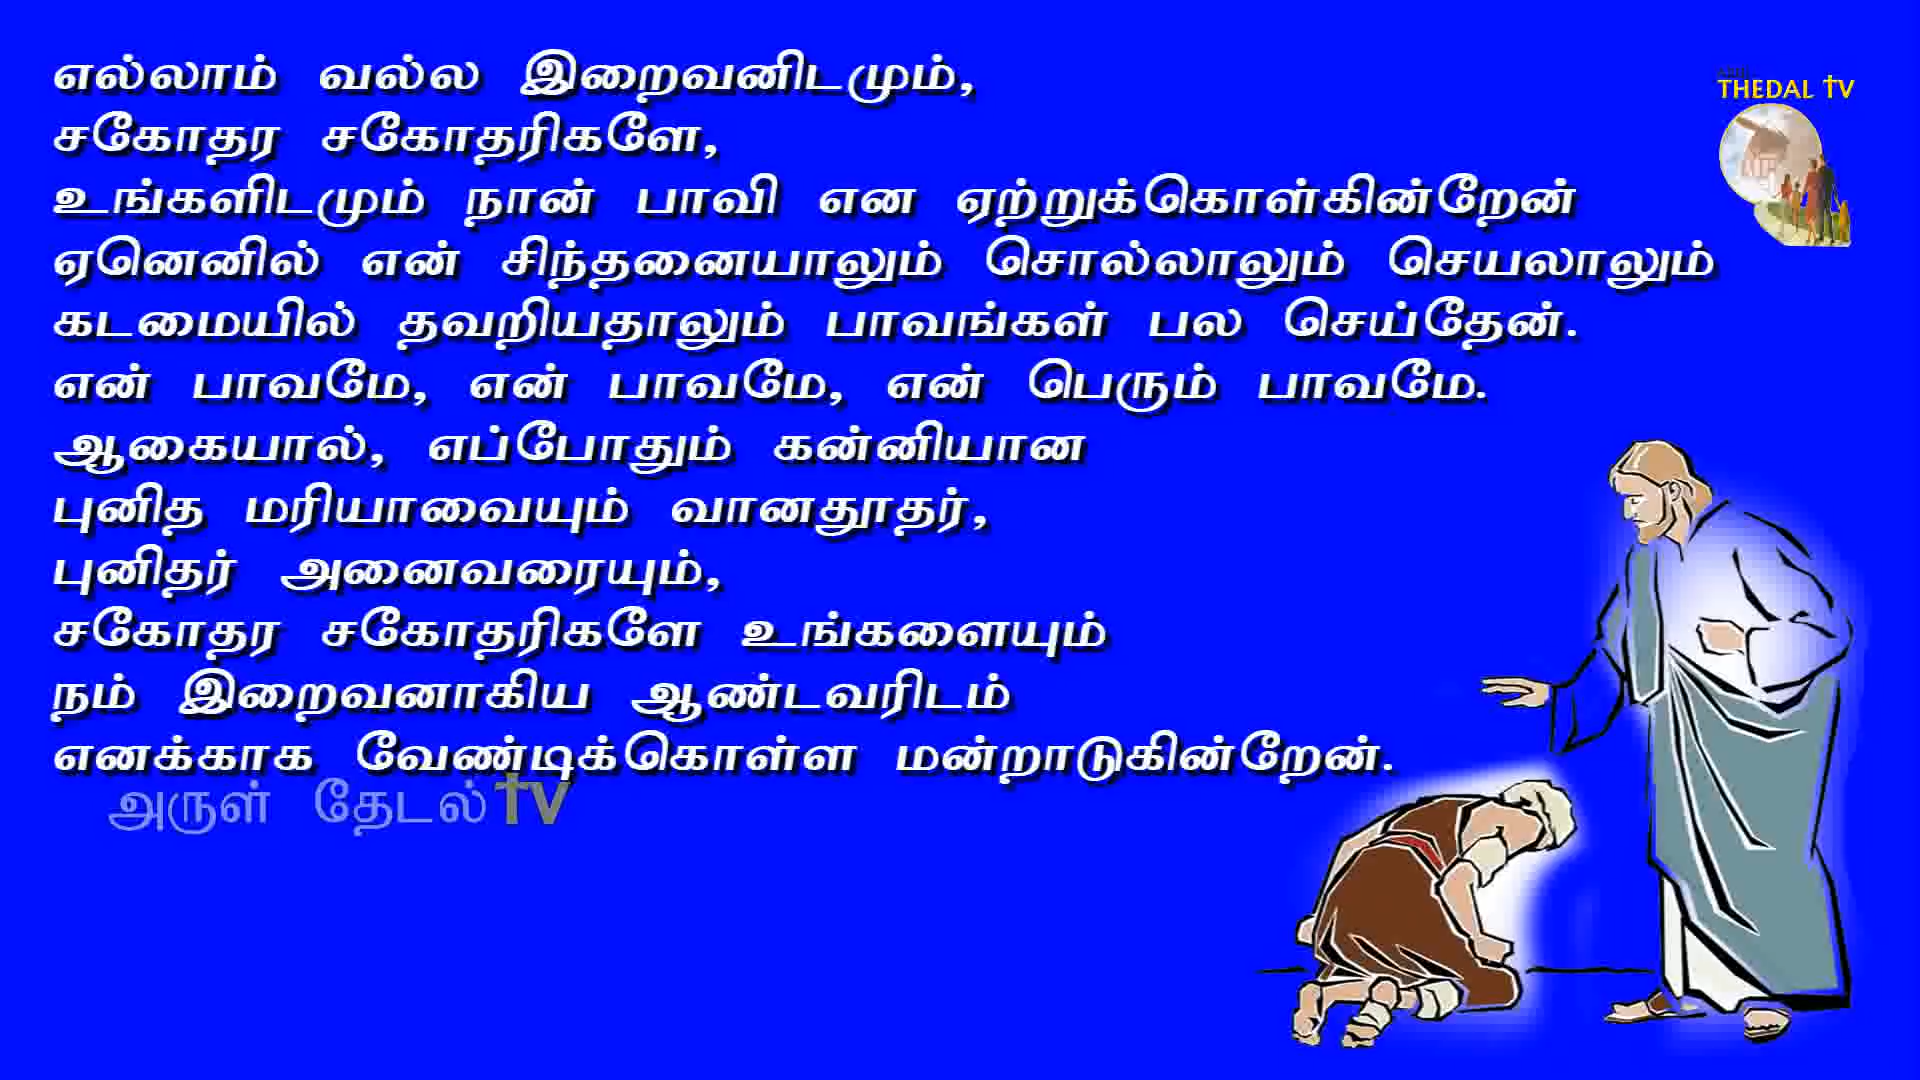 எல்லாம் வல்ல இறைவனிடமும்,
சகோதர சகோதரிகளே,
உங்களிடமும் நான் பாவி என ஏற்றுக்கொள்கின்றேன்
ஏனெனில் என் சிந்தனையாலும் சொல்லாலும் செயலாலும்
கடமையில் தவறியதாலும் பாவங்கள் பல செய்தேன்.
என் பாவமே, என் பாவமே, என் பெரும் பாவமே.
ஆகையால், எப்போதும் கன்னியான
புனித மரியாவையும் வானதூதர்,
புனிதர் அனைவரையும்,
சகோதர சகோதரிகளே உங்களையும்
நம் இறைவனாகிய ஆண்டவரிடம்
எனக்காக வேண்டிக்கொள்ள மன்றாடுகின்றேன்.
அருள் தேடல் tv
THEDAL TV